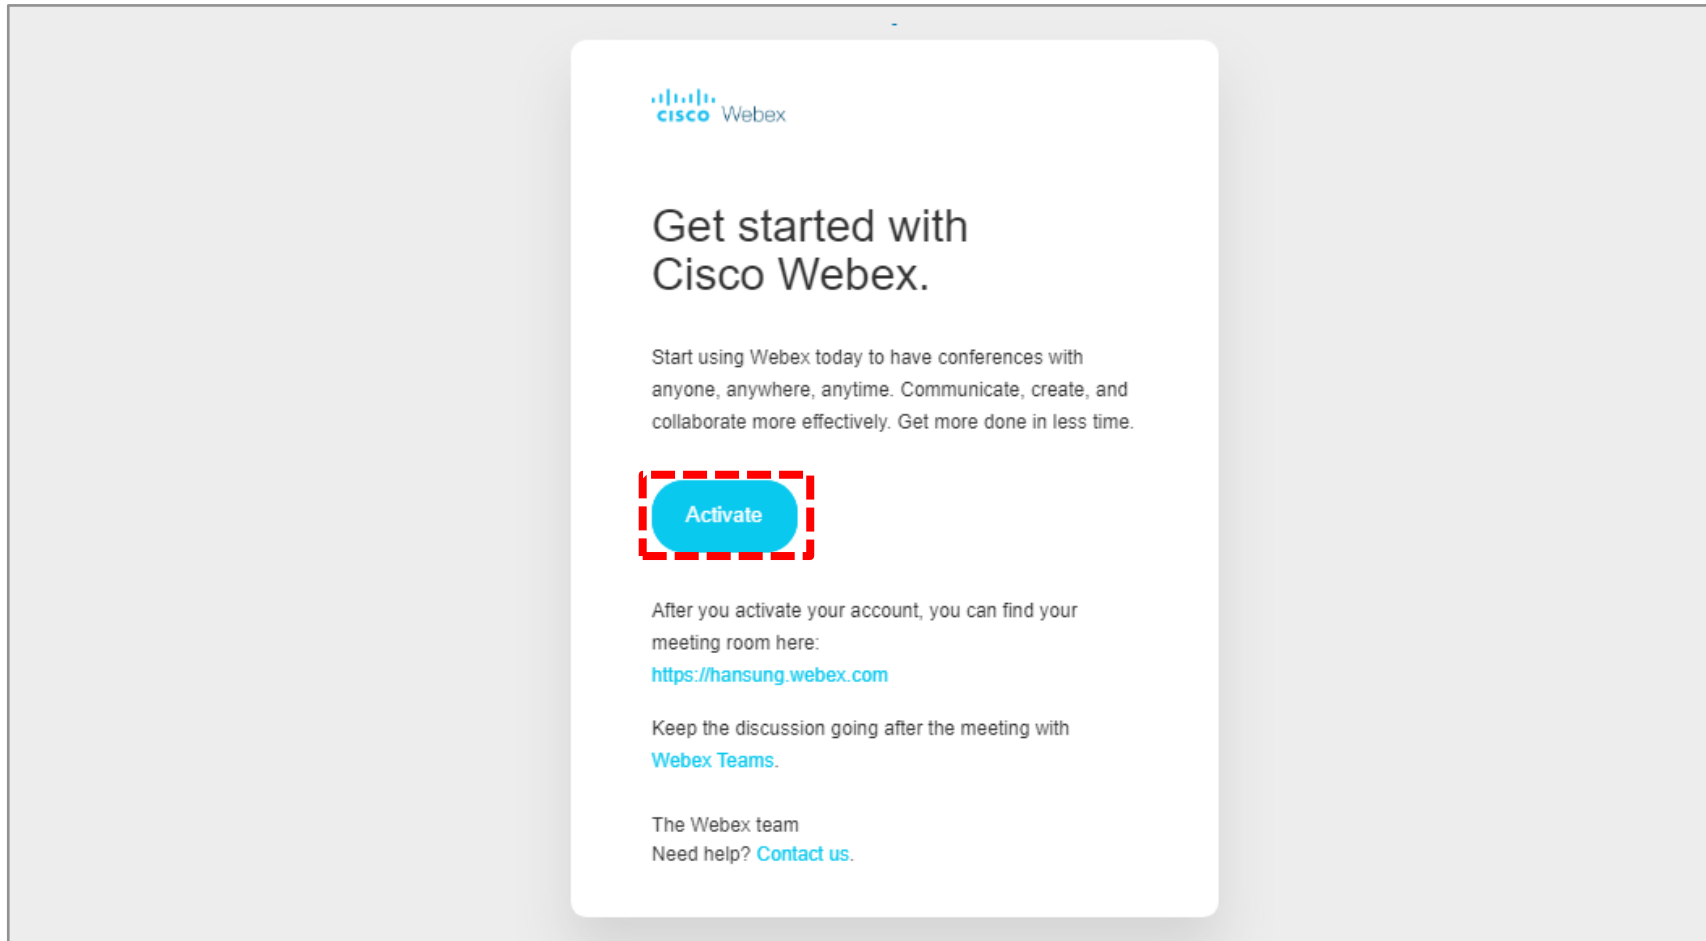 cisco Webex
Get started with
Cisco Webex.
Start using Webex today to have conferences with
anyone, anywhere, anytime. Communicate, create, and
collaborate more effectively. Get more done in less time.
Activate
After you activate your account, you can find your
meeting room here:
https://hansung.webex.com
Keep the discussion going after the meeting with
Webex Teams.
The Webex team
Need help? Contact us.